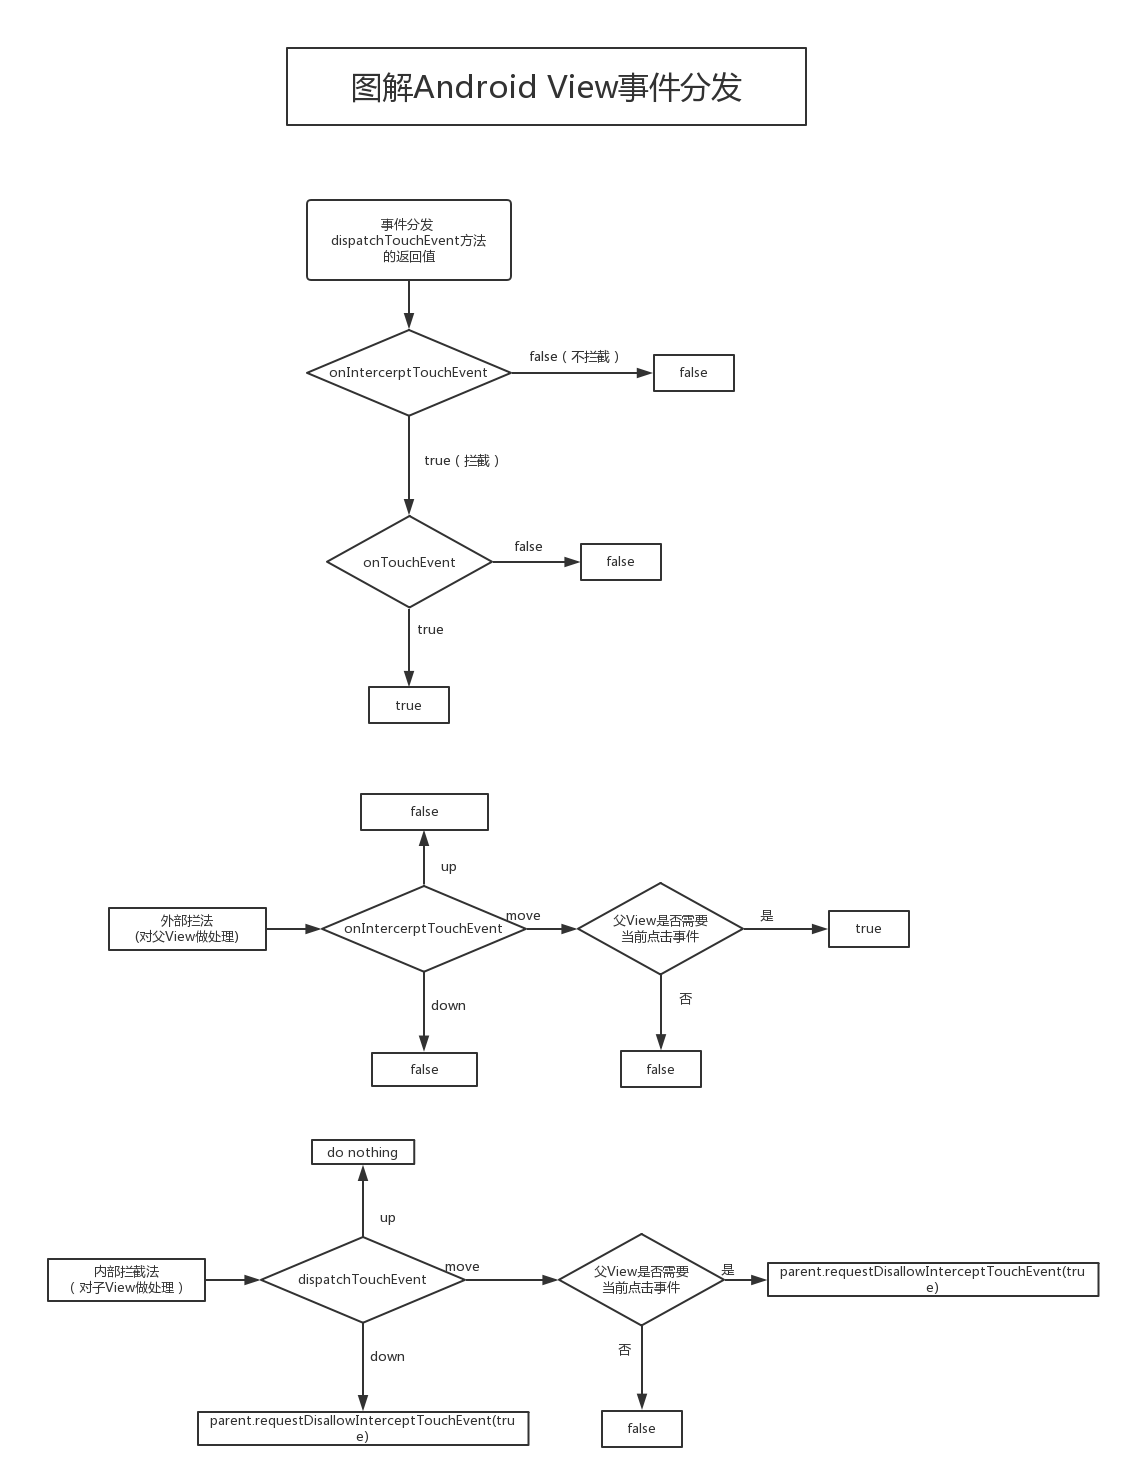 图解Android View事件分发
事件分发
dispatchTouchEvent方法
的返回值
onIntercerptTouchEvent
false（不拦截）
false
true（拦截）
onTouchEvent
false
false
true
true
false
up
外部拦法
(对父View做处理)
onIntercerptTouchEvent
move
父View是否需要
当前点击事件
是
true
down
否
false
false
do nothing
up
内部拦截法
（对子View做处理）
dispatchTouchEvent
move
父View是否需要
当前点击事件
是
parent.requestDisallowInterceptTouchEvent(tru
e)
down
否
parent.requestDisallowInterceptTouchEvent(tru
e)
false